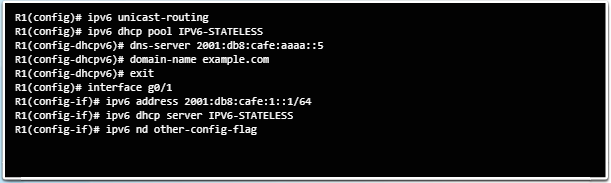 R1(config)# ipv6 unicast-routing
R1(config)# ipv6 dhcp pool IPV6-STATELESS
R1(config-dhcpv6)# dns-server 2001:db8:cafe:aaaa::5
R1(config-dhcpv6)# domain-name example.com
R1(config-dhcpv6)# exit
R1(config)# interface g0/1
R1(config-if)# ipv6 address 2001:db8:cafe:1::1/64
R1(config-if)# ipv6 dhcp server IPV6-STATELESS
R1(config-if)# ipv6 nd other-config-flag